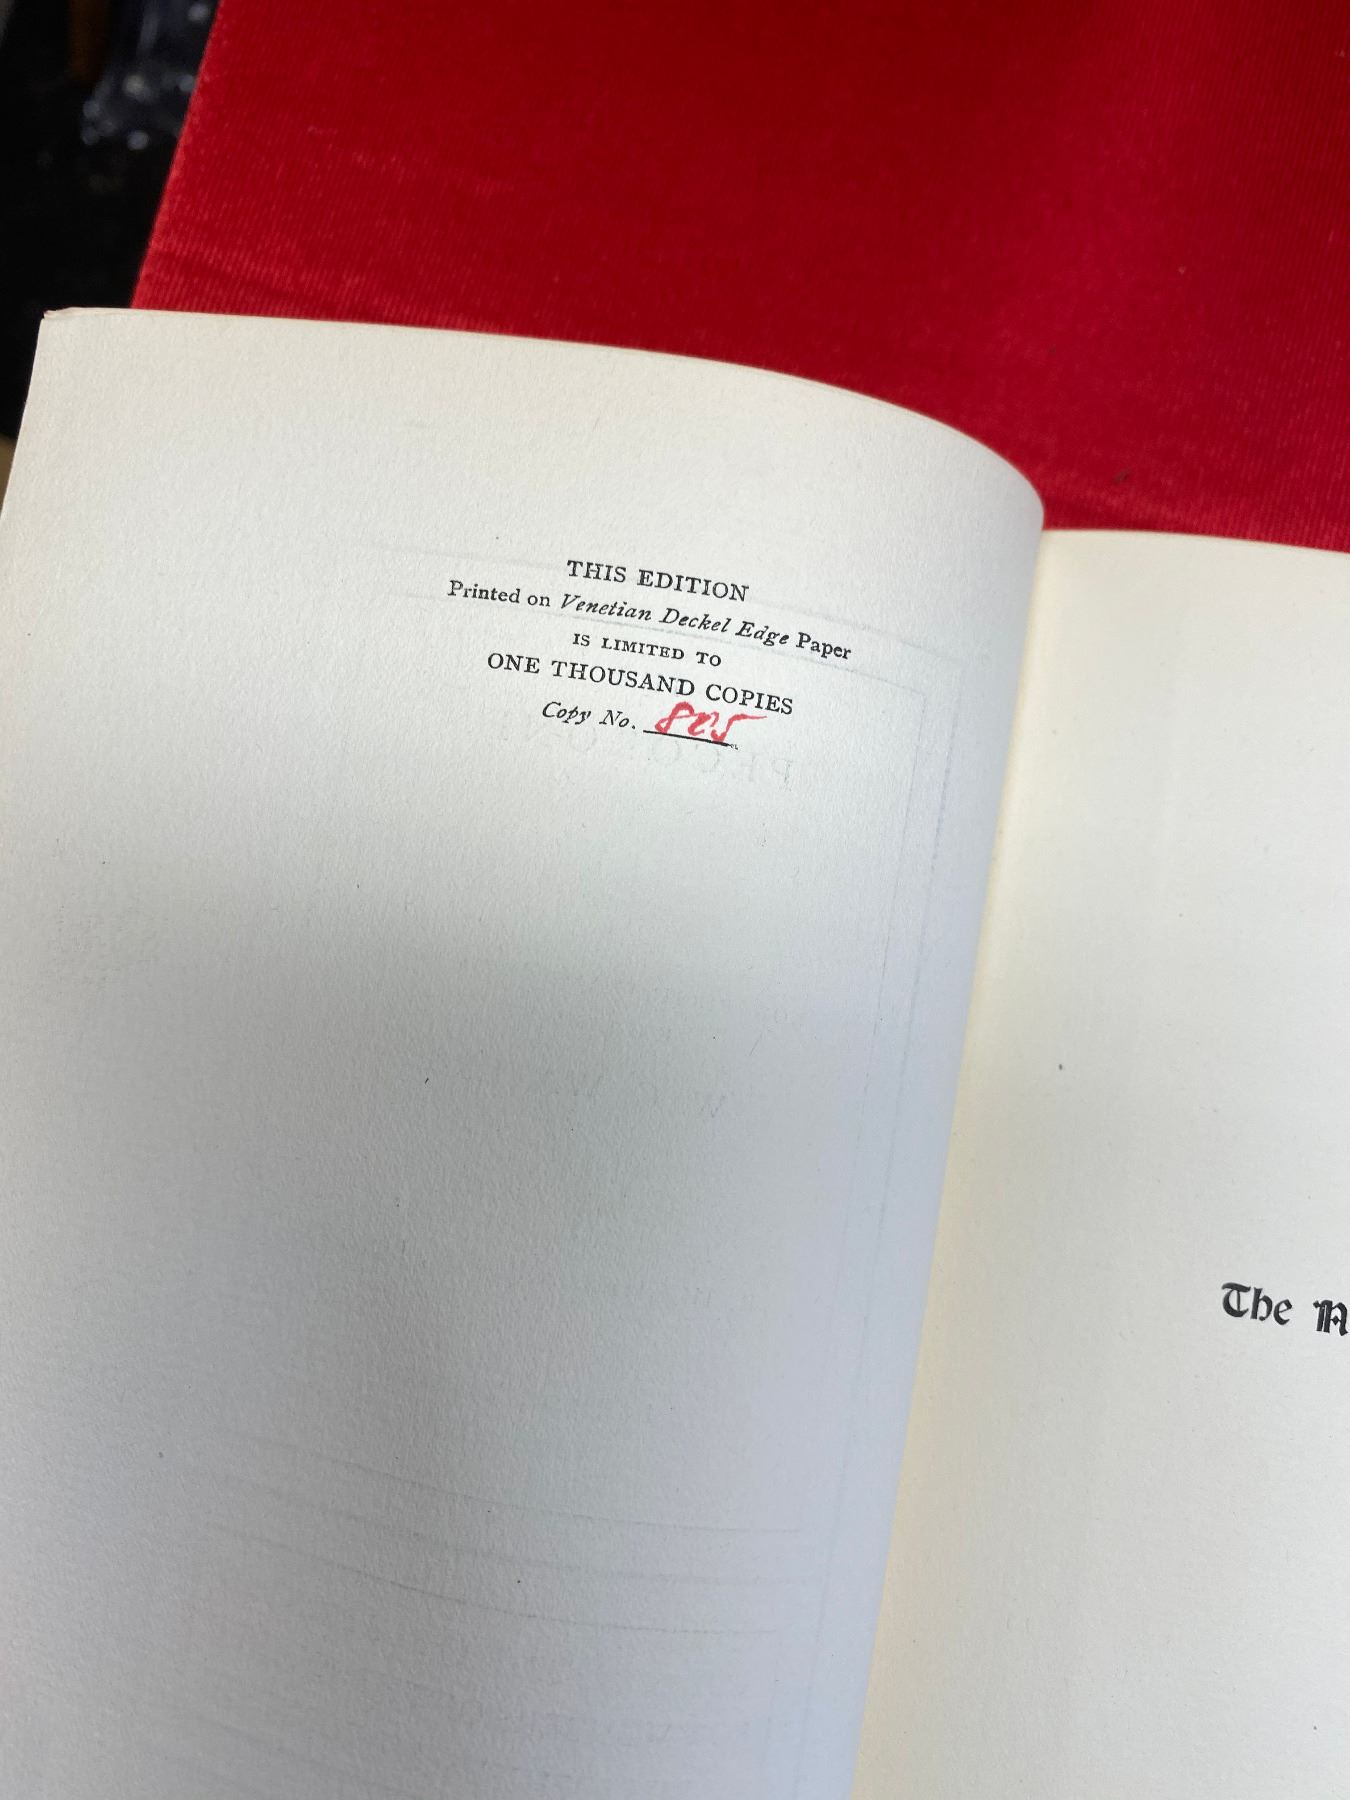 THIS EDITION
Printed on Venetian Deckel Edge Paper
IS LIMITED TO
ONE THOUSAND COPIES
Copy No. 805
The